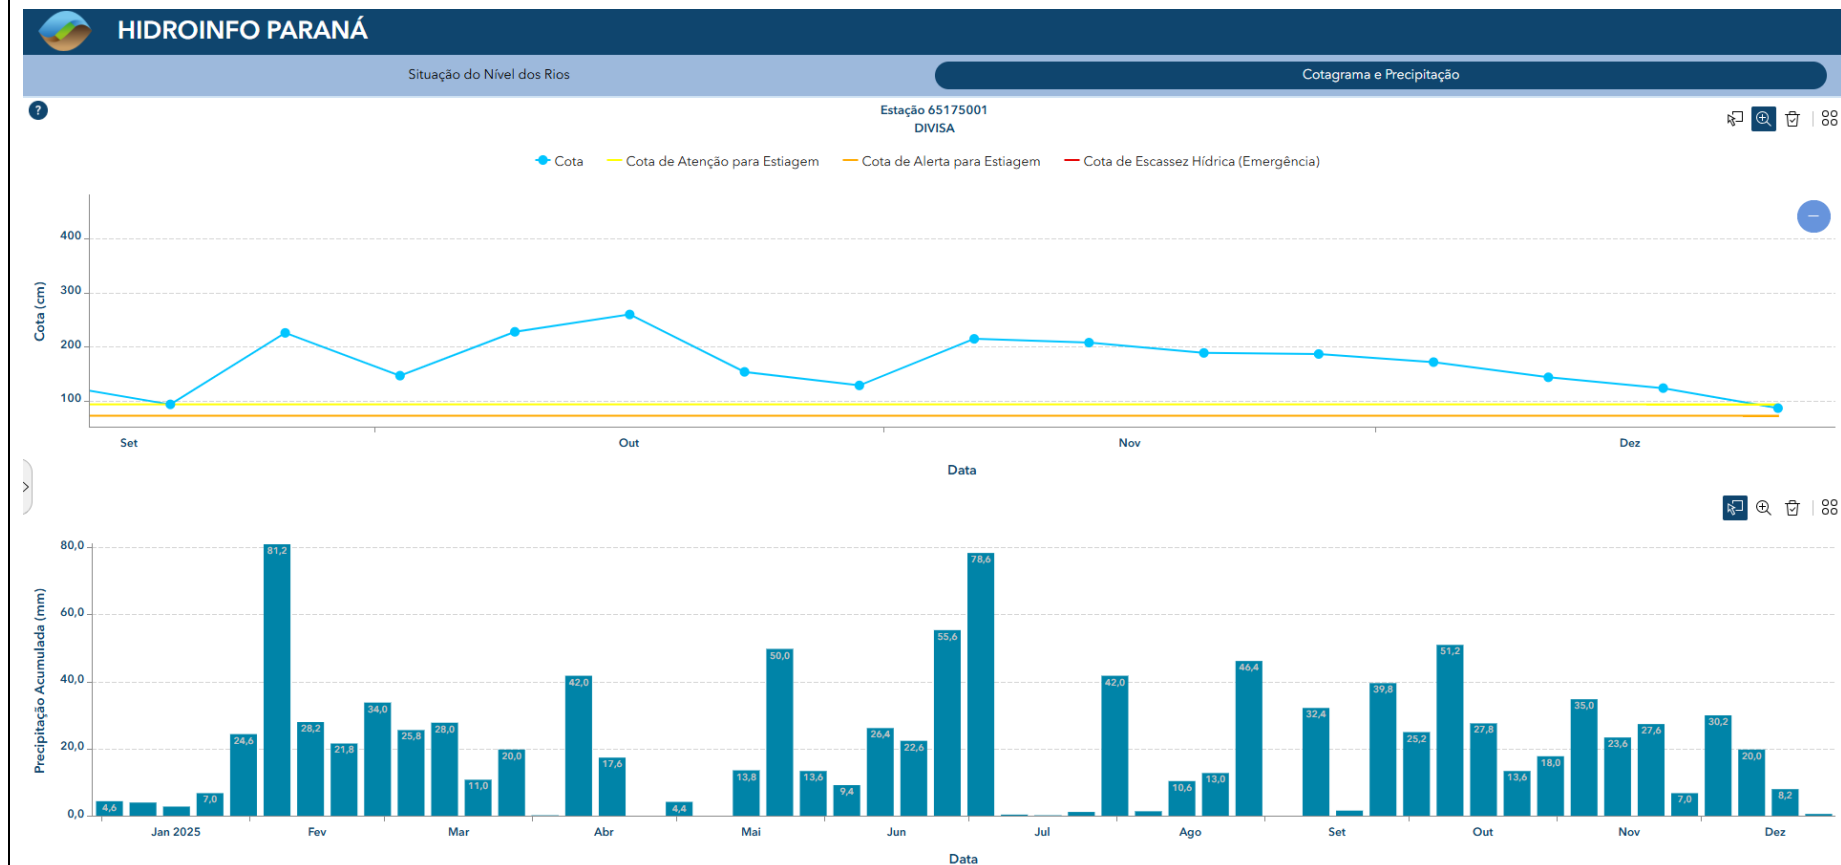 HIDROINFO PARANÁ
Situação do Nível dos Rios
Cotagrama e Precipitação
?
Estação 65175001
DIVISA
Cota
Cota de Atenção para Estiagem
Cota de Alerta para Estiagem
Cota de Escassez Hídrica (Emergência)
Cota (cm)
400
300
200
100
Set Out Nov Dez
Data
Precipitação Acumulada (mm)
80,0
60,0
40,0
20,0
0,0
4,6 7,0 24,6 81,2 28,2 21,8 34,0 25,8 28,0 11,0 20,0 42,0 17,6 4,4 13,8 50,0 13,6 9,4 26,4 22,6 55,6 78,6 42,0 10,6 13,0 46,4 32,4 39,8 25,2 51,2 27,8 13,6 18,0 35,0 23,6 27,6 7,0 30,2 20,0 8,2
Jan 2025 Fev Mar Abr Mai Jun Jul Ago Set Out Nov Dez
Data